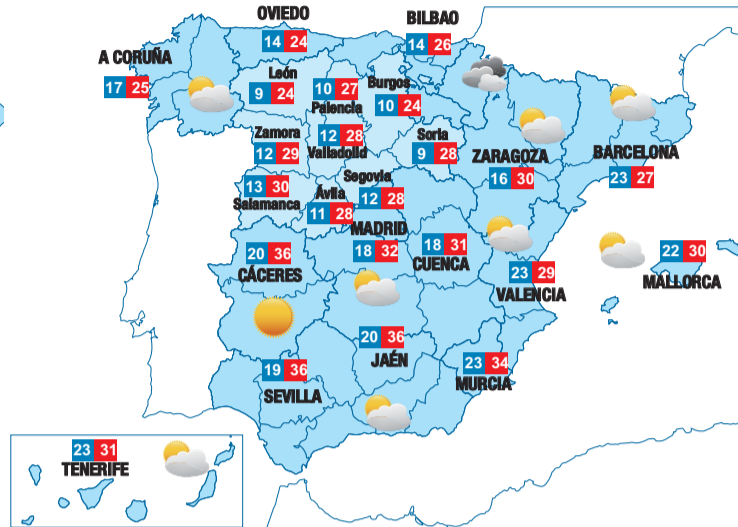 OVIEDO
14 24
BILBAO
14 26
A CORUÑA
17 25
León
9 24
10 27
Palencia
Burgos
10 24
Zamora
12 29
12 28
Valladolid
Soria
9 28
ZARAGOZA
16 30
BARCELONA
23 27
13 30
Salamanca
Ávila
11 28
Segovia
12 28
MADRID
18 32
18 31
CUENCA
20 36
CÁCERES
23 29
VALENCIA
22 30
MALLORCA
20 36
JAÉN
19 36
SEVILLA
23 34
MURCIA
23 31
TENERIFE